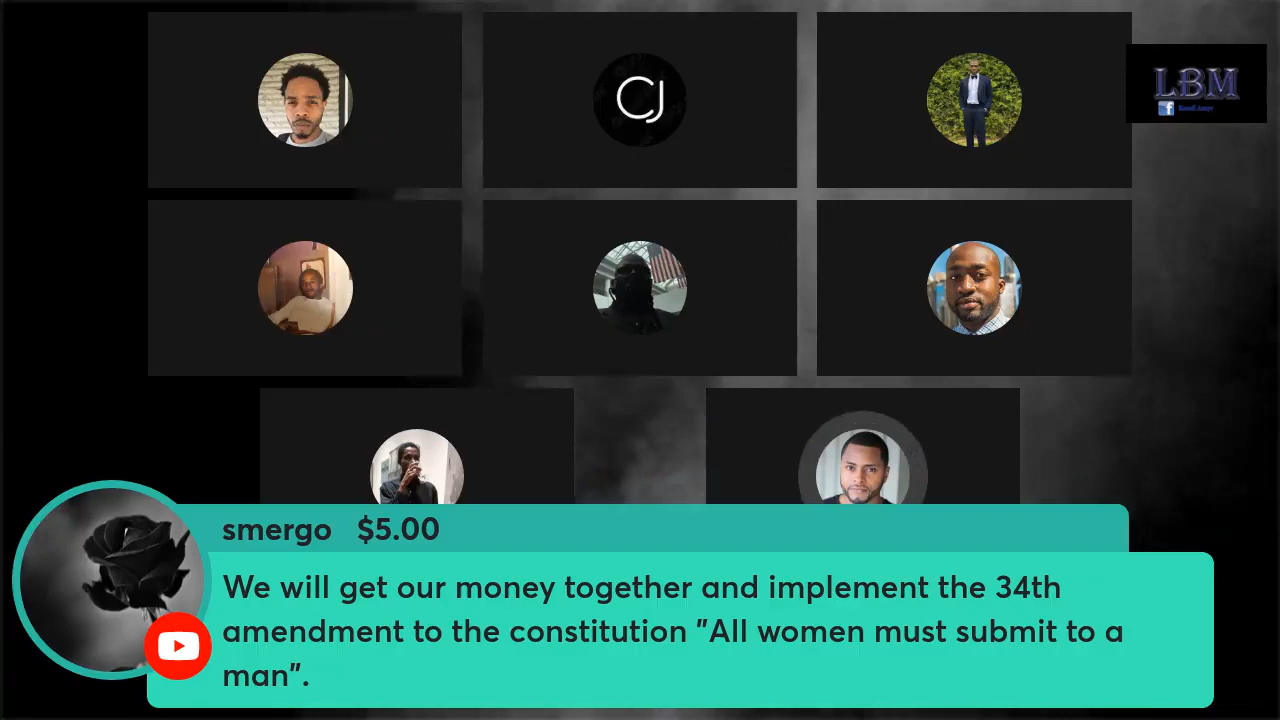 CJ
LBM
smergo $5.00
We will get our money together and implement the 34th
amendment to the constitution "All women must submit to a
man".